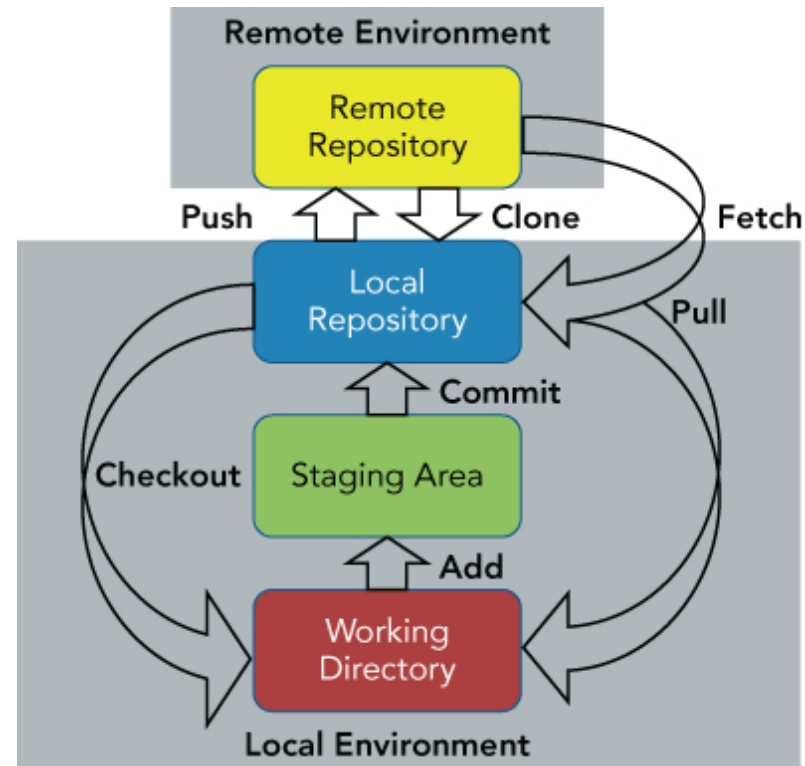 Remote Environment
Remote
Repository
Push
Clone
Fetch
Local
Repository
Pull
Commit
Checkout
Staging Area
Add
Working
Directory
Local Environment